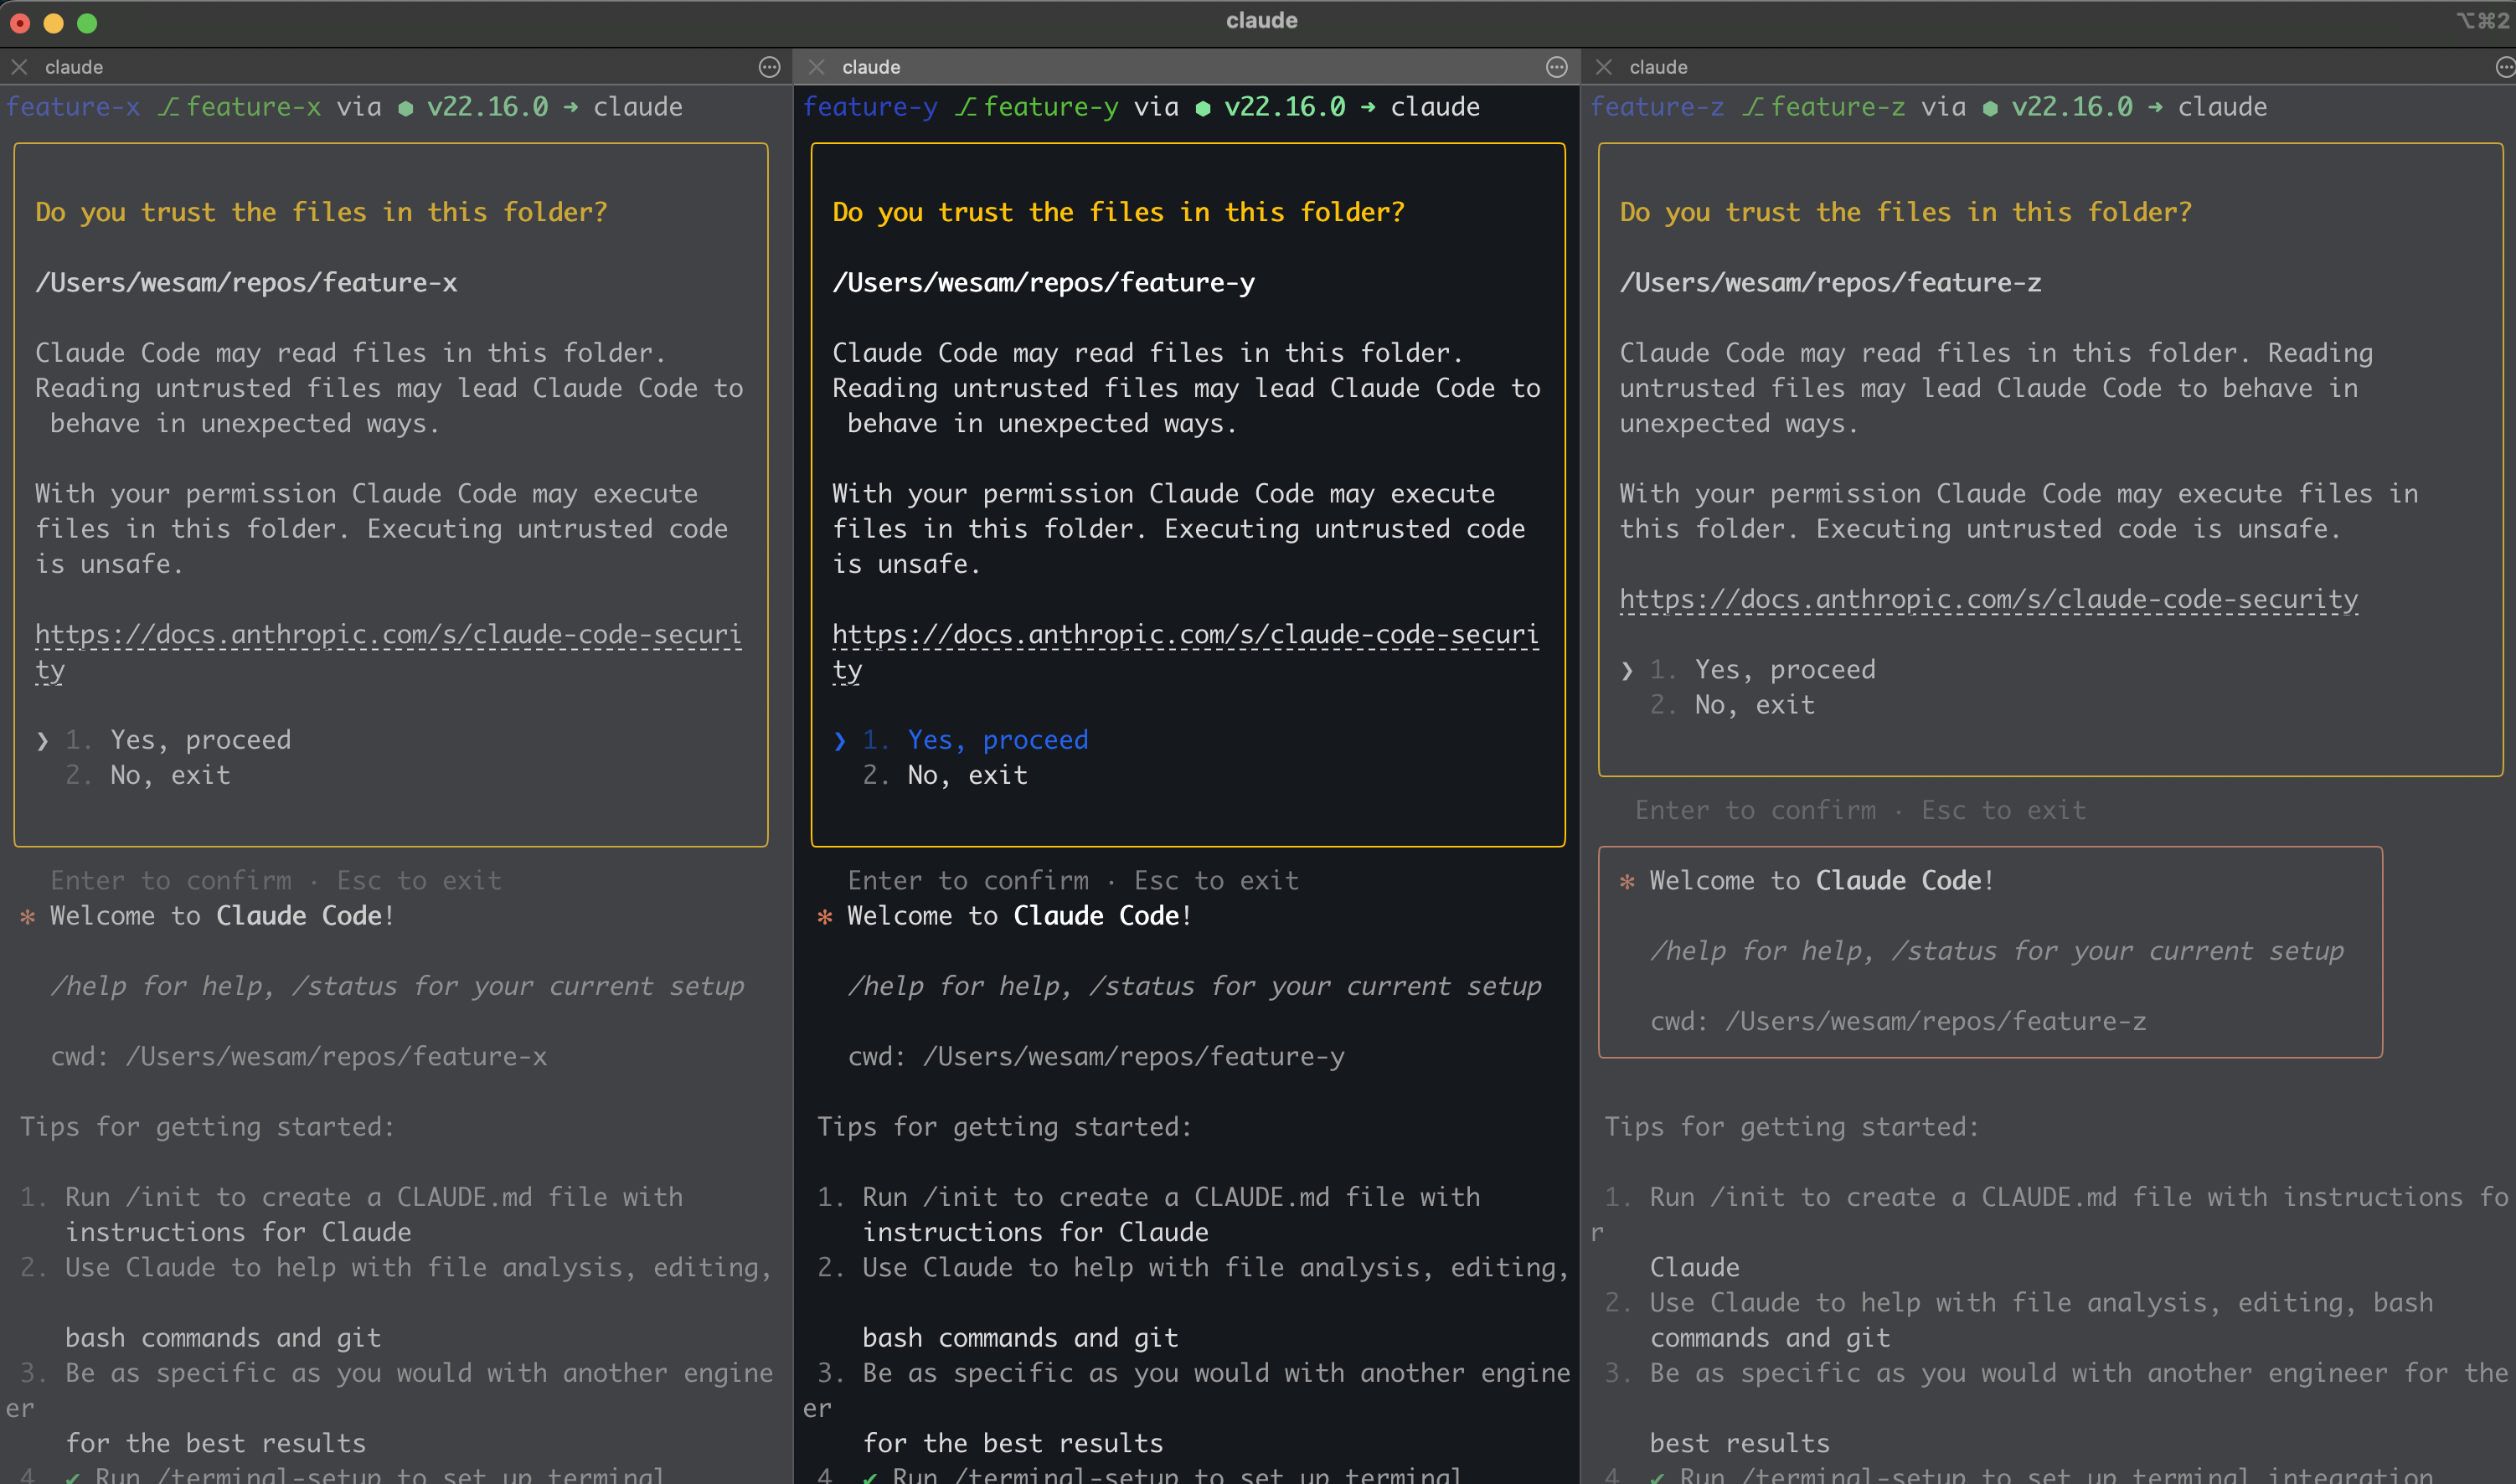 claude
⌥⌘2
claude
feature-x feature-x via ⬢ v22.16.0 ➜ claude
Do you trust the files in this folder?
/Users/wesam/repos/feature-x
Claude Code may read files in this folder.
Reading untrusted files may lead Claude Code to
behave in unexpected ways.
With your permission Claude Code may execute
files in this folder. Executing untrusted code
is unsafe.
https://docs.anthropic.com/s/claude-code-securi
ty
❯ 1. Yes, proceed
2. No, exit
Enter to confirm · Esc to exit
✻ Welcome to Claude Code!
/help for help, /status for your current setup
cwd: /Users/wesam/repos/feature-x
Tips for getting started:
1. Run /init to create a CLAUDE.md file with
instructions for Claude
2. Use Claude to help with file analysis, editing,
bash commands and git
3. Be as specific as you would with another engine
er
for the best results
4. ✔ Run /terminal-setup to set up terminal
claude
feature-y feature-y via ⬢ v22.16.0 ➜ claude
Do you trust the files in this folder?
/Users/wesam/repos/feature-y
Claude Code may read files in this folder.
Reading untrusted files may lead Claude Code to
behave in unexpected ways.
With your permission Claude Code may execute
files in this folder. Executing untrusted code
is unsafe.
https://docs.anthropic.com/s/claude-code-securi
ty
❯ 1. Yes, proceed
2. No, exit
Enter to confirm · Esc to exit
✻ Welcome to Claude Code!
/help for help, /status for your current setup
cwd: /Users/wesam/repos/feature-y
Tips for getting started:
1. Run /init to create a CLAUDE.md file with
instructions for Claude
2. Use Claude to help with file analysis, editing,
bash commands and git
3. Be as specific as you would with another engine
er
for the best results
4. ✔ Run /terminal-setup to set up terminal
claude
feature-z feature-z via ⬢ v22.16.0 ➜ claude
Do you trust the files in this folder?
/Users/wesam/repos/feature-z
Claude Code may read files in this folder. Reading
untrusted files may lead Claude Code to behave in
unexpected ways.
With your permission Claude Code may execute files in
this folder. Executing untrusted code is unsafe.
https://docs.anthropic.com/s/claude-code-security
❯ 1. Yes, proceed
2. No, exit
Enter to confirm · Esc to exit
✻ Welcome to Claude Code!
/help for help, /status for your current setup
cwd: /Users/wesam/repos/feature-z
Tips for getting started:
1. Run /init to create a CLAUDE.md file with instructions fo
r
Claude
2. Use Claude to help with file analysis, editing, bash
commands and git
3. Be as specific as you would with another engineer for the
best results
4. ✔ Run /terminal-setup to set up terminal integration